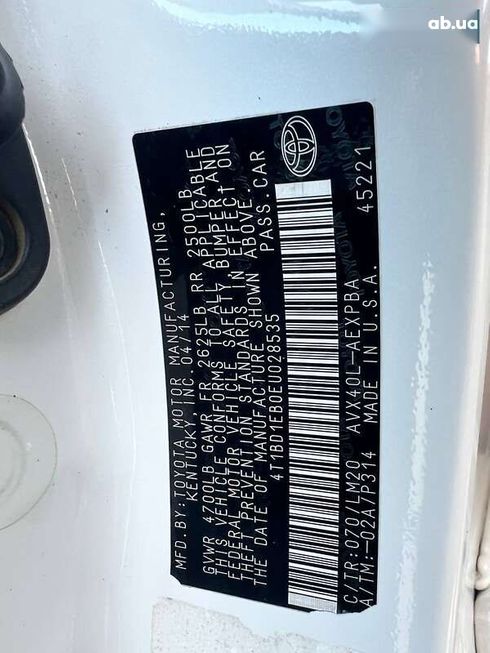 ab.ua
MFD.BY:TOYOTA MOTOR MANUFACTURING,
KENTUCKY, INC.04/14
GVWR 4700LB GAWR FR 2625LB RR 2500LB
THIS VEHICLE CONFORMS TO ALL APPLICABLE
FEDERAL MOTOR VEHICLE SAFETY BUMPER AND
THEFT PREVENTION STANDARDS IN EFFECT ON
THE DATE OF MANUFACTURE SHOWN ABOVE.
4T1BD1EB0EU028535 PASS.CAR
C/TR:070/LM20 AVX40L-AEXPBA
A/TM:-02A/P314 MADE IN U.S.A. 45221